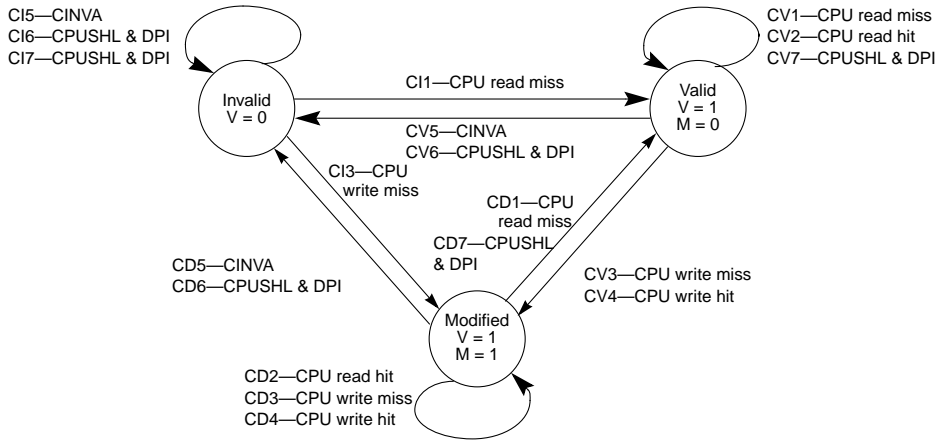 CI5—CINVA
CI6—CPUSHL & DPI
CI7—CPUSHL & DPI
CV1—CPU read miss
CV2—CPU read hit
CV7—CPUSHL & DPI
Invalid
V = 0
CI1—CPU read miss
Valid
V = 1
M = 0
CV5—CINVA
CV6—CPUSHL & DPI
CI3—CPU
write miss
CD1—CPU
read miss
CD7—CPUSHL
& DPI
CD5—CINVA
CD6—CPUSHL & DPI
CV3—CPU write miss
CV4—CPU write hit
Modified
V = 1
M = 1
CD2—CPU read hit
CD3—CPU write miss
CD4—CPU write hit